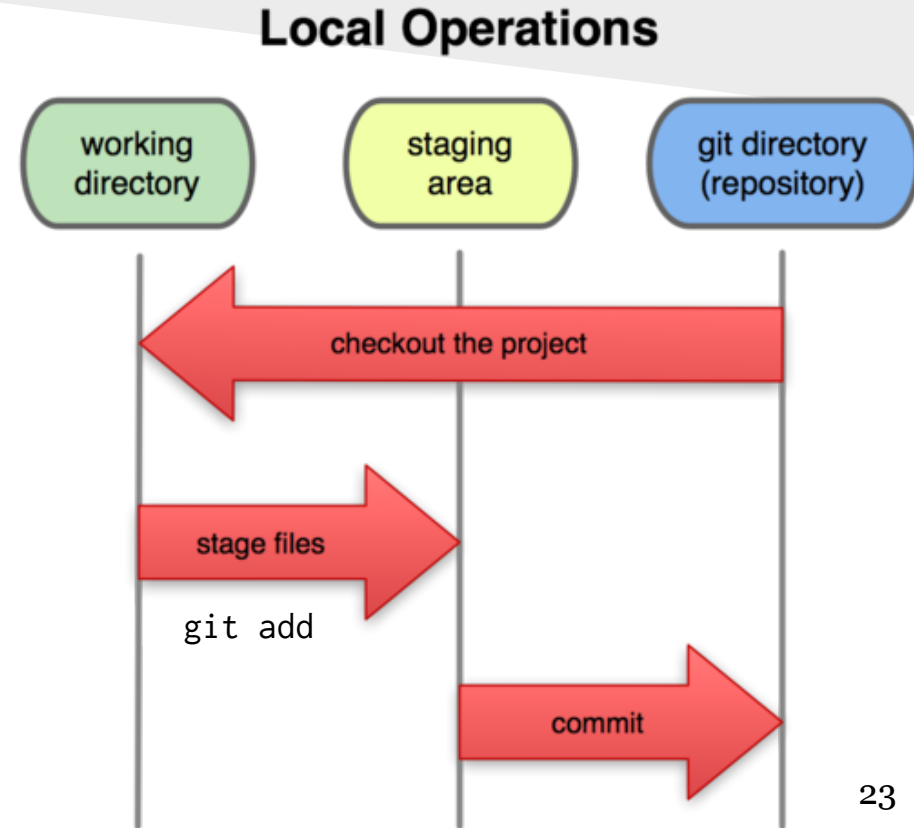 Local Operations
working
directory
staging
area
git directory
(repository)
checkout the project
stage files
git add
commit
23